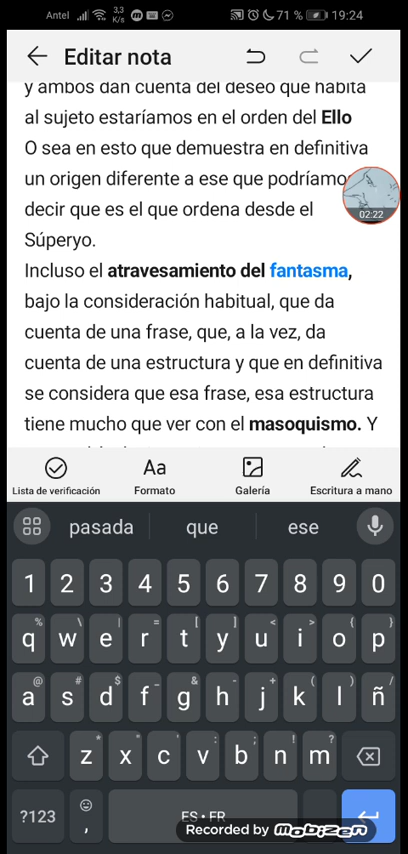 Antel 3,3 K/s 71 % 19:24
Editar nota
y ambos dan cuenta del deseo que habita
al sujeto estaríamos en el orden del Ello
O sea en esto que demuestra en definitiva
un origen diferente a ese que podríamos
02:22
decir que es el que ordena desde el
Súperyo.
Incluso el atravesamiento del fantasma,
bajo la consideración habitual, que da
cuenta de una frase, que, a la vez, da
cuenta de una estructura y que en definitiva
se considera que esa frase, esa estructura
tiene mucho que ver con el masoquismo. Y
Lista de verificación Formato Galería Escritura a mano
pasada que ese
1 2 3 4 5 6 7 8 9 0
% \ | = [ ] < > { }
q w e r t y u i o p
@ # $ _ & - + ( ) /
a s d f g h j k l ñ
* " ' : ; ! ?
z x c v b n m
?123 , ES • FR
Recorded by Mobizen